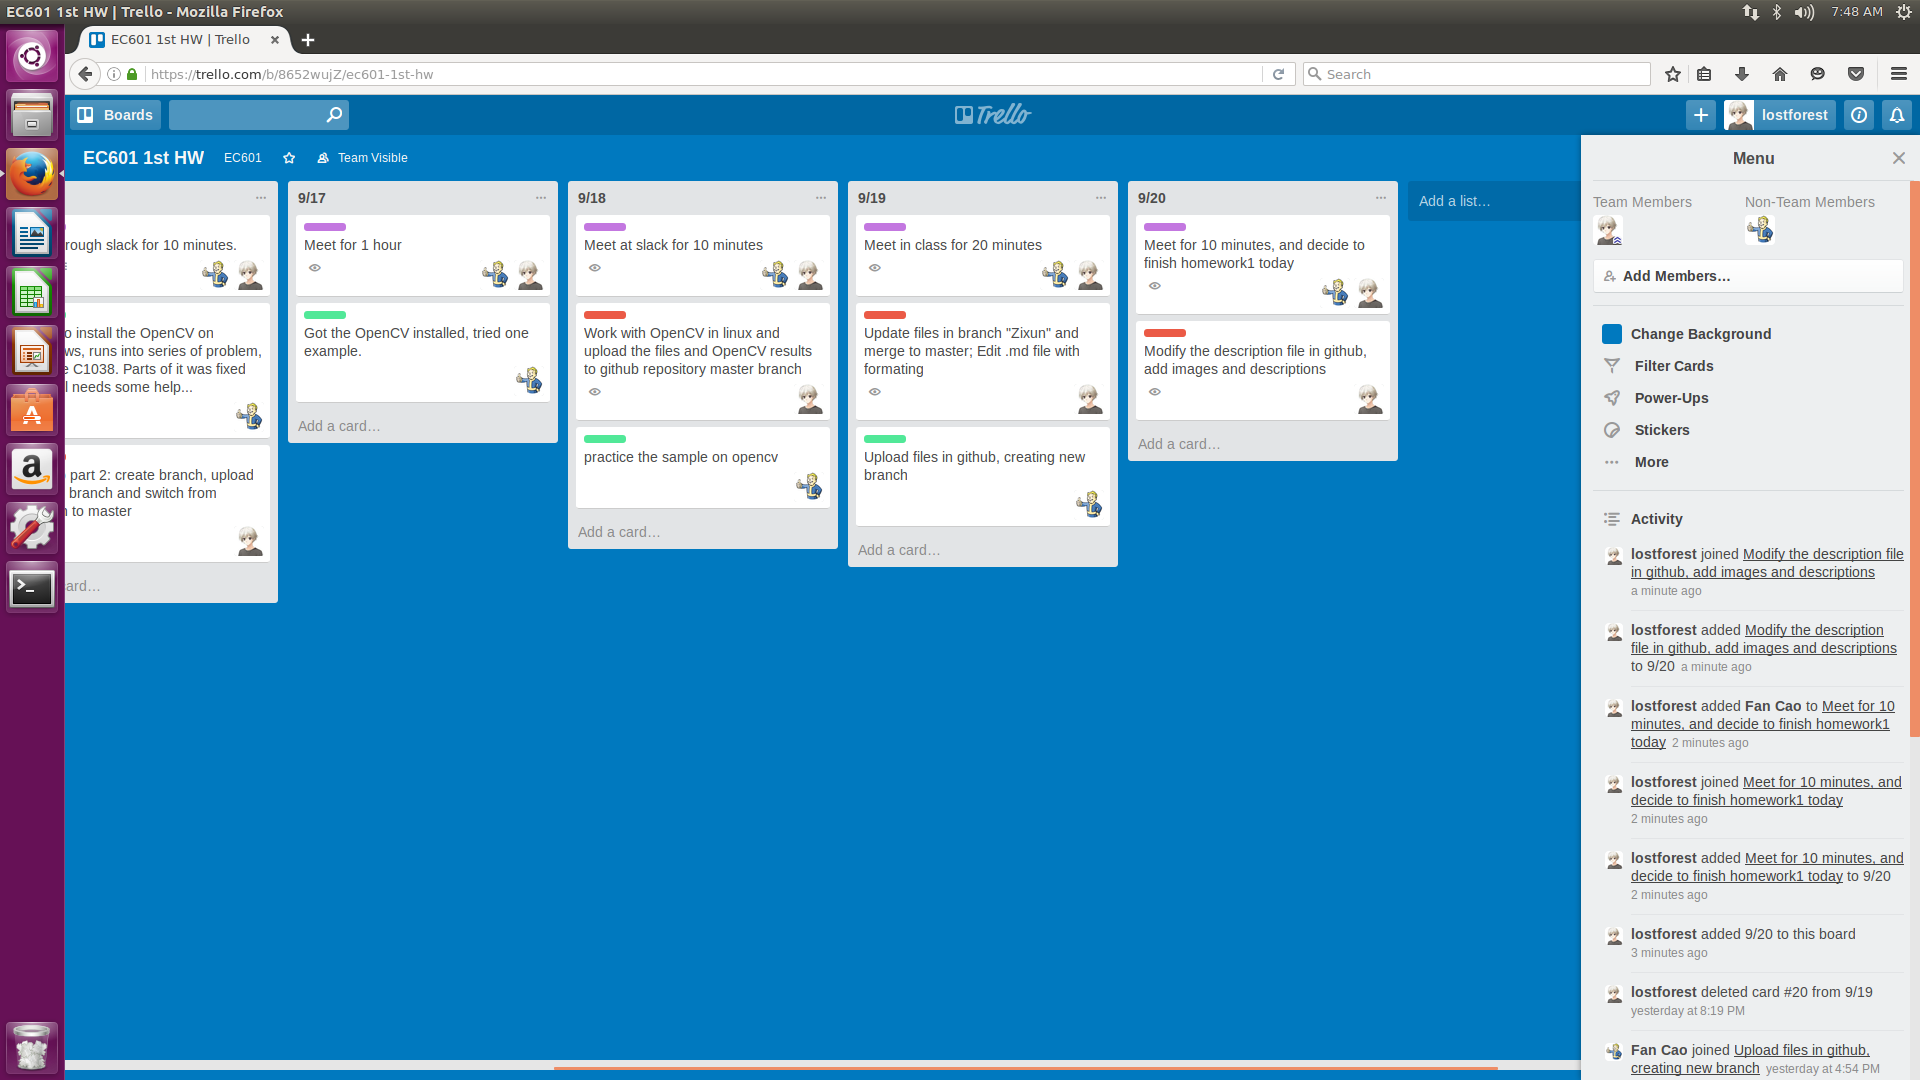 EC601 1st HW | Trello - Mozilla Firefox
7:48 AM
EC601 1st HW | Trello
https://trello.com/b/8652wujZ/ec601-1st-hw
Search
Boards
Trello
lostforest
EC601 1st HW
EC601
Team Visible
rough slack for 10 minutes.
o install the OpenCV on
ws, runs into series of problem,
C1038. Parts of it was fixed
l needs some help...
part 2: create branch, upload
branch and switch from
to master
ard…
9/17
Meet for 1 hour
Got the OpenCV installed, tried one
example.
Add a card…
9/18
Meet at slack for 10 minutes
Work with OpenCV in linux and
upload the files and OpenCV results
to github repository master branch
practice the sample on opencv
Add a card…
9/19
Meet in class for 20 minutes
Update files in branch "Zixun" and
merge to master; Edit .md file with
formating
Upload files in github, creating new
branch
Add a card…
9/20
Meet for 10 minutes, and decide to
finish homework1 today
Modify the description file in github,
add images and descriptions
Add a card…
Add a list…
Menu
Team Members
Non-Team Members
Add Members…
Change Background
Filter Cards
Power-Ups
Stickers
More
Activity
lostforest joined Modify the description file
in github, add images and descriptions
a minute ago
lostforest added Modify the description
file in github, add images and descriptions
to 9/20 a minute ago
lostforest added Fan Cao to Meet for 10
minutes, and decide to finish homework1
today 2 minutes ago
lostforest joined Meet for 10 minutes, and
decide to finish homework1 today
2 minutes ago
lostforest added Meet for 10 minutes, and
decide to finish homework1 today to 9/20
2 minutes ago
lostforest added 9/20 to this board
3 minutes ago
lostforest deleted card #20 from 9/19
yesterday at 8:19 PM
Fan Cao joined Upload files in github,
creating new branch yesterday at 4:54 PM